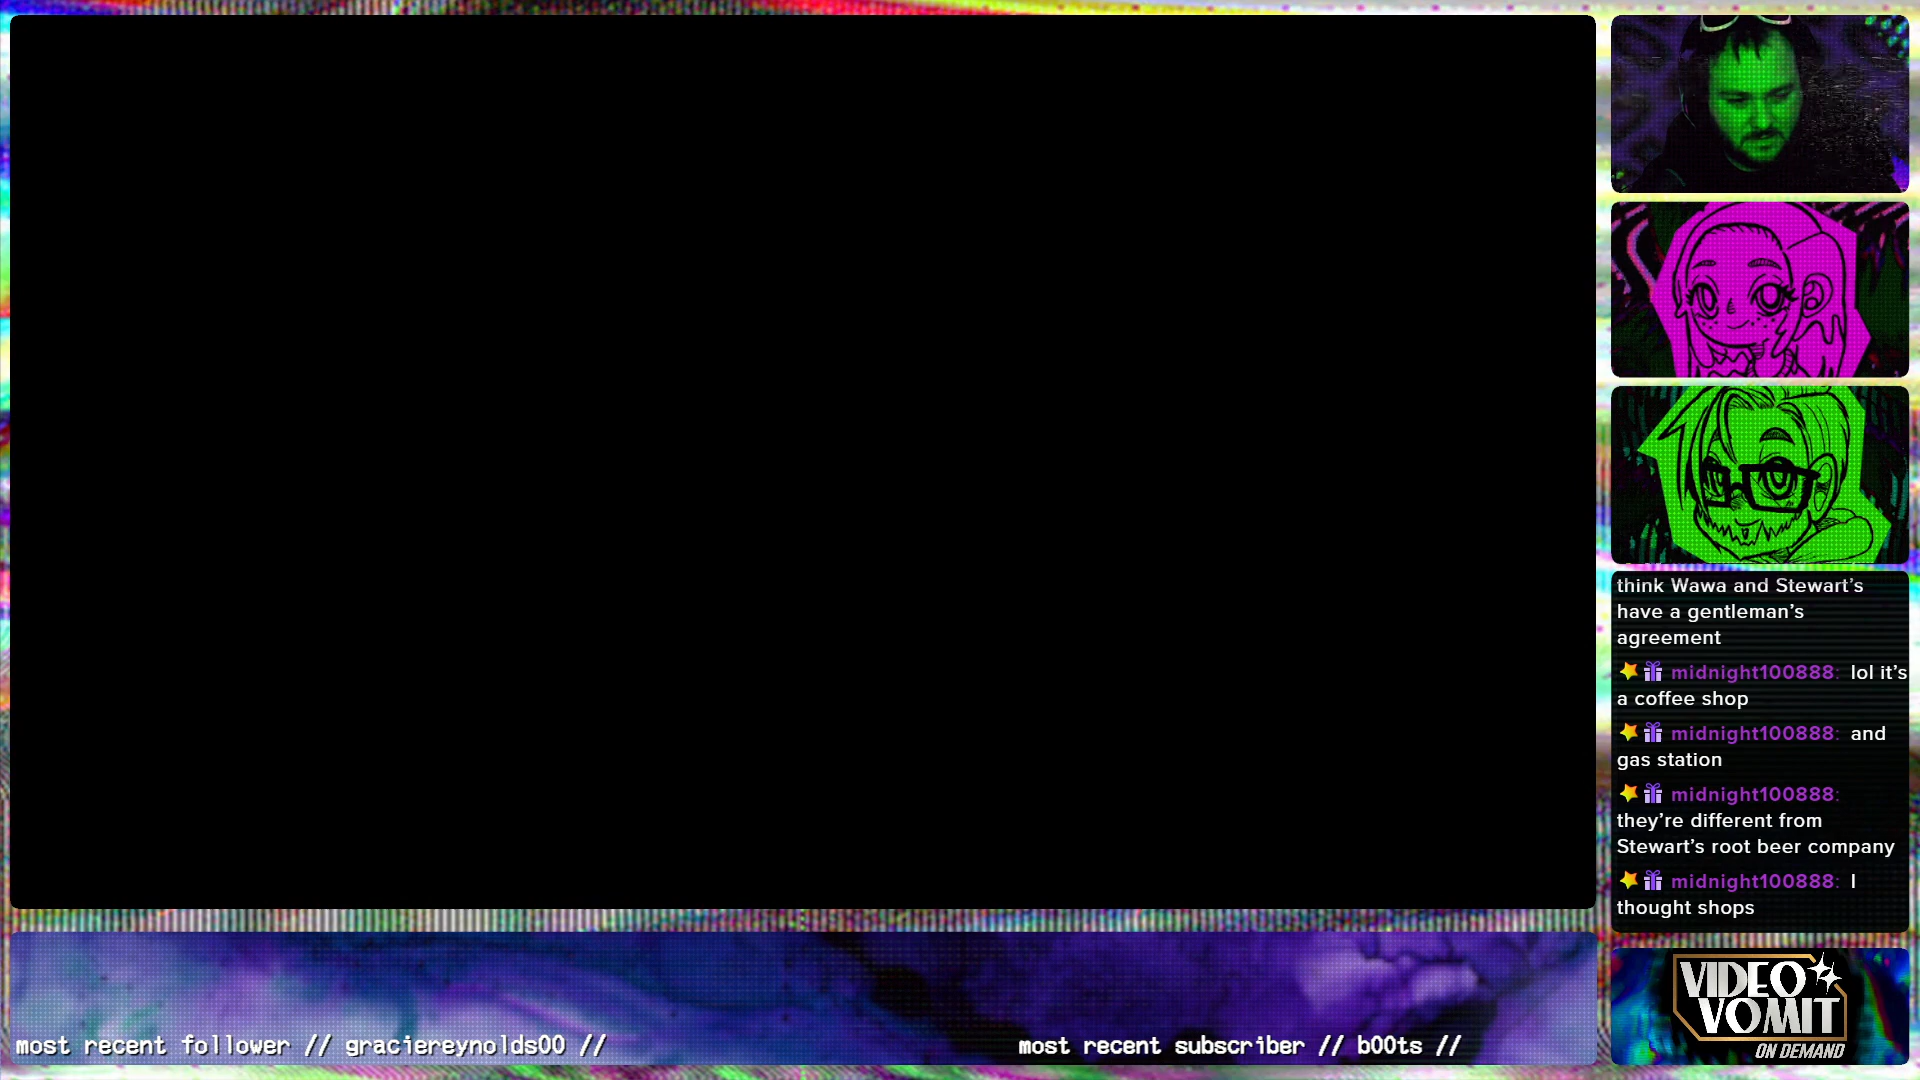 think Wawa and Stewart's
have a gentleman's
agreement
midnight100888: lol it's
a coffee shop
midnight100888: and
gas station
midnight100888:
they're different from
Stewart's root beer company
midnight100888: I
thought shops
VIDEO
VOMIT
ON DEMAND
most recent follower // graciereynolds00 //
most recent subscriber // b00ts //